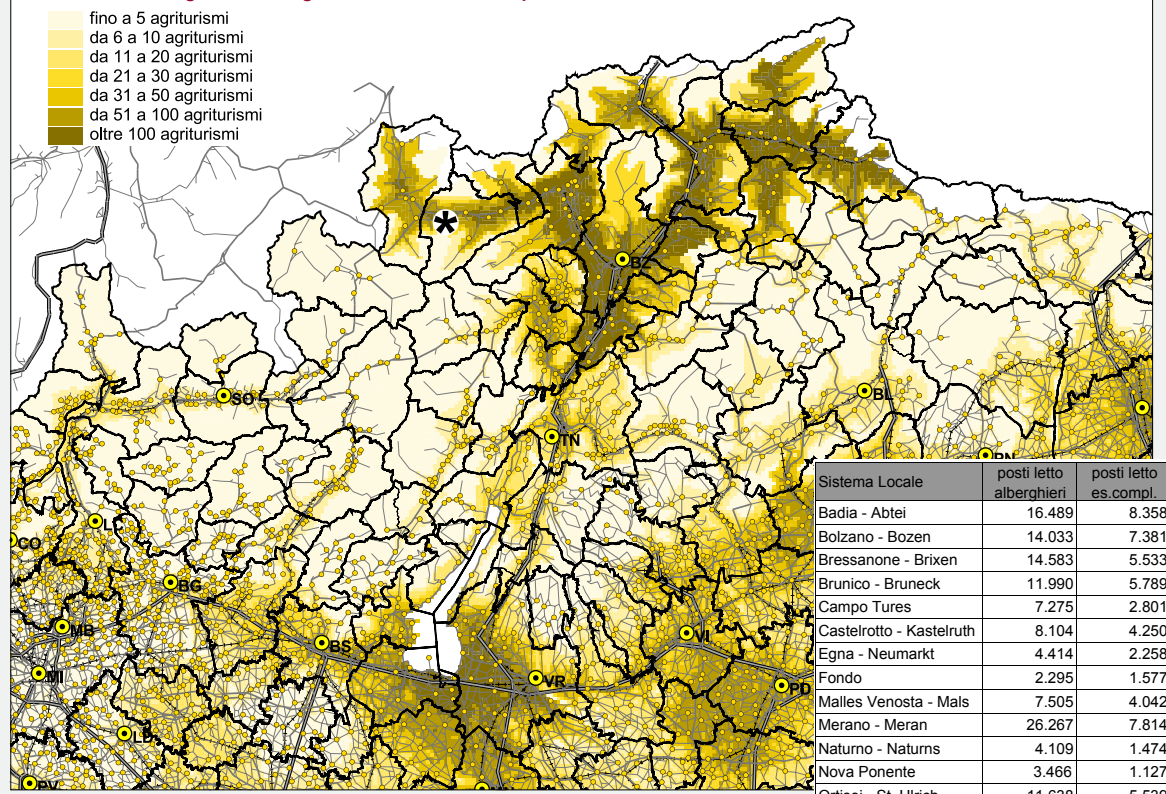 fino a 5 agriturismi
da 6 a 10 agriturismi
da 11 a 20 agriturismi
da 21 a 30 agriturismi
da 31 a 50 agriturismi
da 51 a 100 agriturismi
oltre 100 agriturismi
*
BZ
SO
BL
TN
PN
LC
CO
BG
MB
BS
VI
MI
VR
PD
LO
PV
Sistema Locale posti letto alberghieri posti letto es.compl.
Badia - Abtei 16.489 8.358
Bolzano - Bozen 14.033 7.381
Bressanone - Brixen 14.583 5.533
Brunico - Bruneck 11.990 5.789
Campo Tures 7.275 2.801
Castelrotto - Kastelruth 8.104 4.250
Egna - Neumarkt 4.414 2.258
Fondo 2.295 1.577
Malles Venosta - Mals 7.505 4.042
Merano - Meran 26.267 7.814
Naturno - Naturns 4.109 1.474
Nova Ponente 3.466 1.127